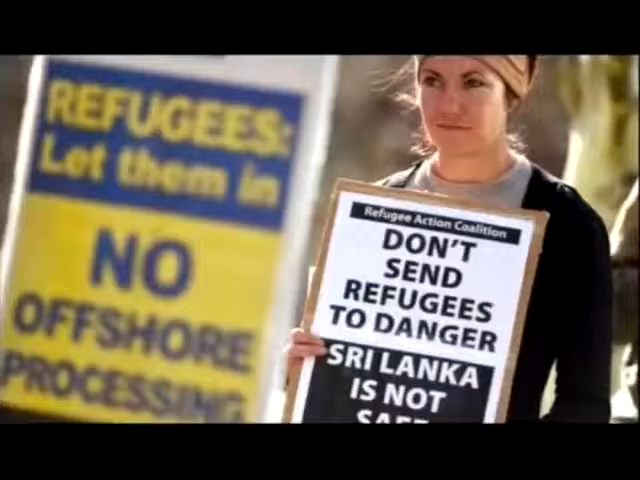 REFUGEES:
Let them in
NO
OFFSHORE
PROCESSING
Refugee Action Coalition
DON'T
SEND
REFUGEES
TO DANGER
SRI LANKA
IS NOT
SAFE